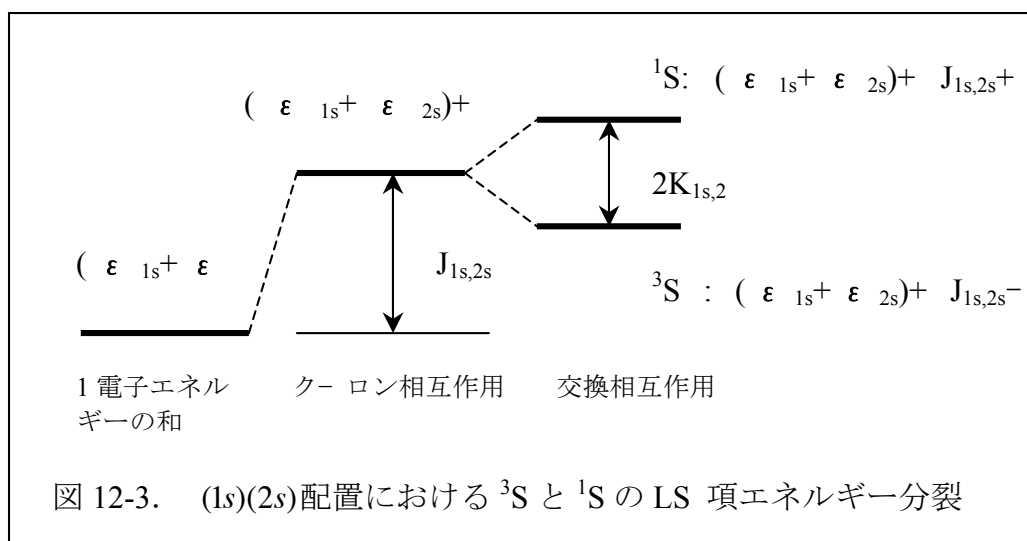 ¹S: ( ε 1s+ ε 2s)+ J1s,2s+
( ε 1s+ ε 2s)+
2K1s,2
( ε 1s+ ε
J1s,2s
³S : ( ε 1s+ ε 2s)+ J1s,2s−
1 電子エネル
ギーの和
ク− ロン相互作用
交換相互作用
図 12-3. (1s)(2s)配置における ³S と ¹S の LS 項エネルギー分裂